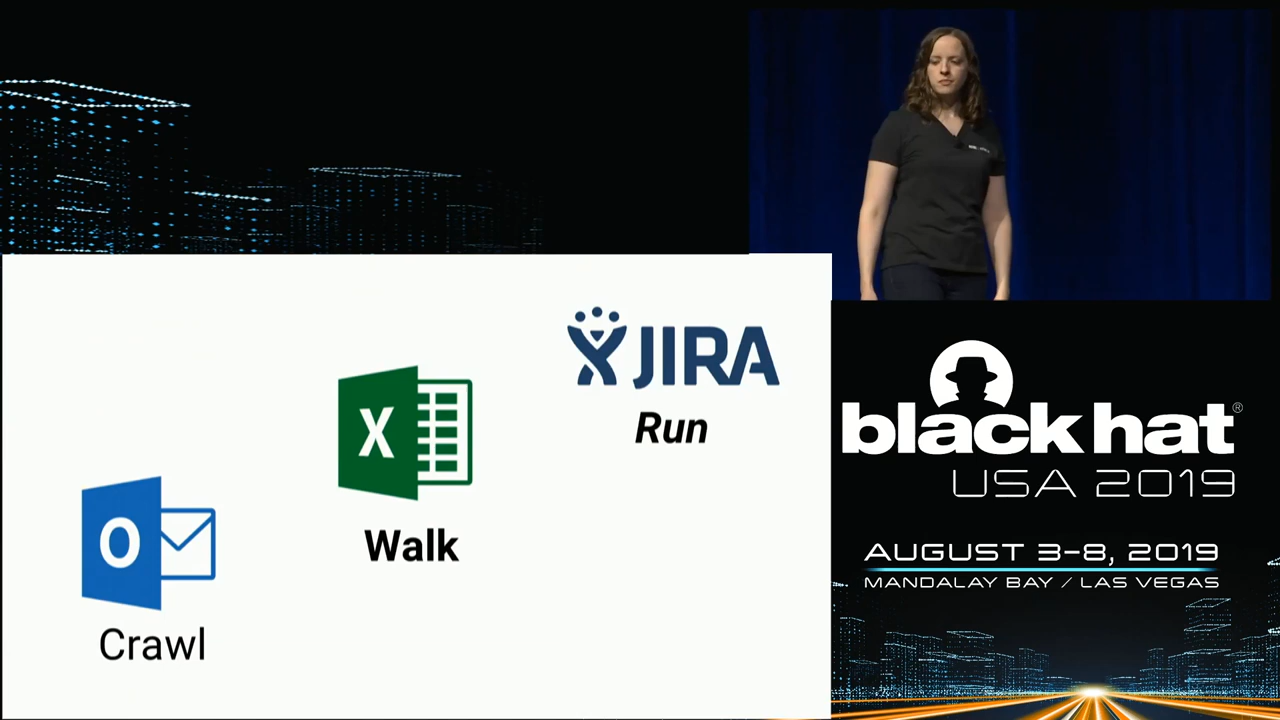 JIRA
Run
X
Walk
O
Crawl
black hat®
USA 2019
AUGUST 3-8, 2019
MANDALAY BAY / LAS VEGAS